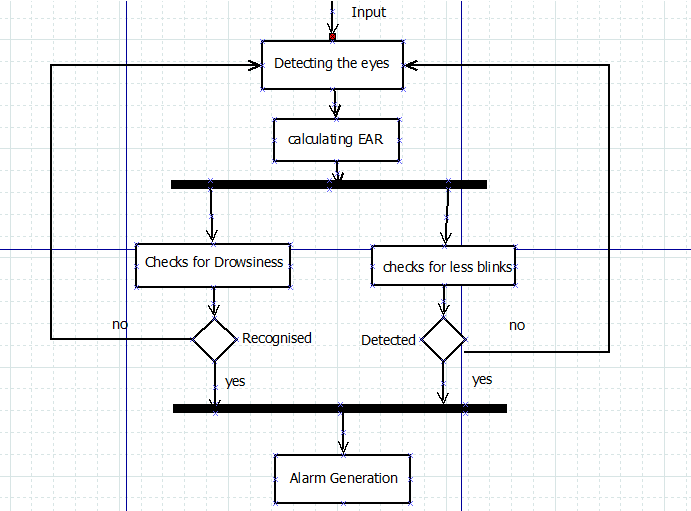 Input
Detecting the eyes
calculating EAR
Checks for Drowsiness
checks for less blinks
no
Recognised
Detected
no
yes
yes
Alarm Generation